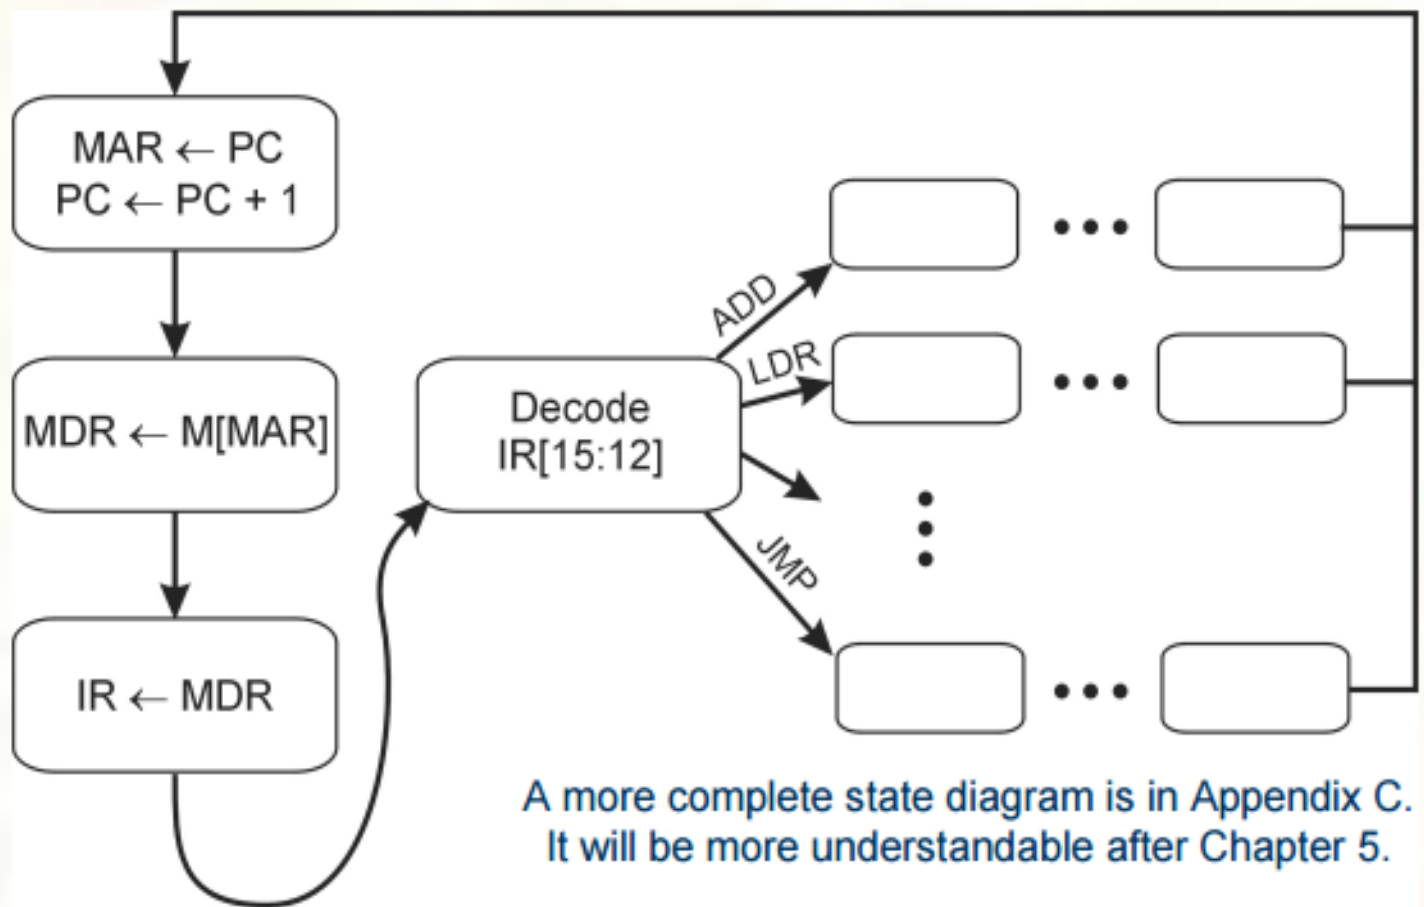 MAR ← PC
PC ← PC + 1
MDR ← M[MAR]
IR ← MDR
Decode
IR[15:12]
ADD
LDR
JMP
A more complete state diagram is in Appendix C.
It will be more understandable after Chapter 5.